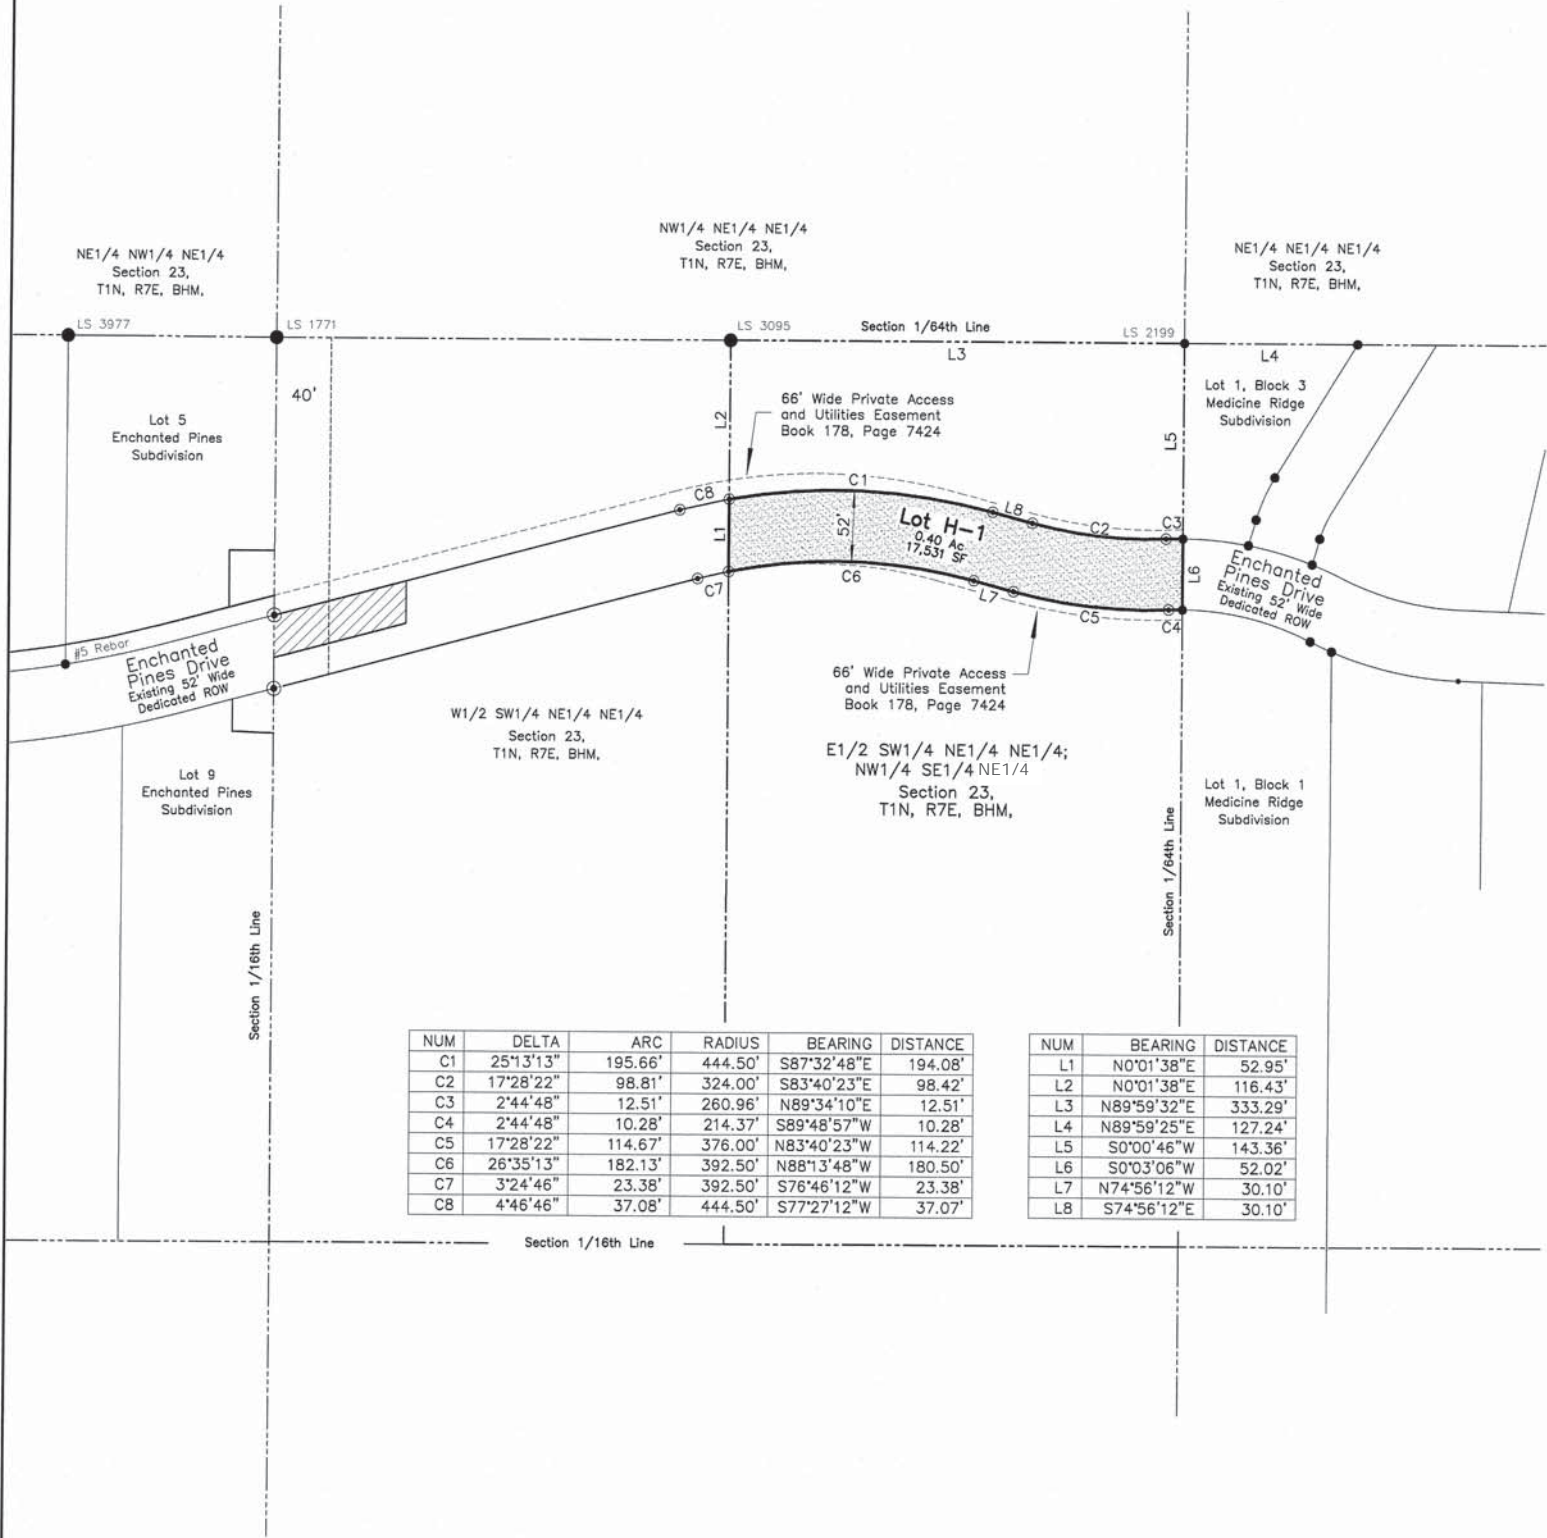 NW1/4 NE1/4 NE1/4
Section 23,
T1N, R7E, BHM,
NE1/4 NW1/4 NE1/4
Section 23,
T1N, R7E, BHM,
NE1/4 NE1/4 NE1/4
Section 23,
T1N, R7E, BHM,
LS 3977
LS 1771
LS 3095
Section 1/64th Line
LS 2199
L3
L4
40'
Lot 5
Enchanted Pines
Subdivision
L2
66' Wide Private Access
and Utilities Easement
Book 178, Page 7424
L5
Lot 1, Block 3
Medicine Ridge
Subdivision
C8
C1
L8
C2
C3
L1
52'
Lot H-1
0.40 Ac
17,531 SF
L6
C7
C6
L7
C5
C4
Enchanted
Pines Drive
Existing 52' Wide
Dedicated ROW
#5 Rebar
Enchanted
Pines Drive
Existing 52' Wide
Dedicated ROW
66' Wide Private Access
and Utilities Easement
Book 178, Page 7424
W1/2 SW1/4 NE1/4 NE1/4
Section 23,
T1N, R7E, BHM,
E1/2 SW1/4 NE1/4 NE1/4;
NW1/4 SE1/4 NE1/4
Section 23,
T1N, R7E, BHM,
Lot 9
Enchanted Pines
Subdivision
Lot 1, Block 1
Medicine Ridge
Subdivision
Section 1/64th Line
Section 1/16th Line
NUM DELTA ARC RADIUS BEARING DISTANCE
C1 25°13'13" 195.66' 444.50' S87°32'48"E 194.08'
C2 17°28'22" 98.81' 324.00' S83°40'23"E 98.42'
C3 2°44'48" 12.51' 260.96' N89°34'10"E 12.51'
C4 2°44'48" 10.28' 214.37' S89°48'57"W 10.28'
C5 17°28'22" 114.67' 376.00' N83°40'23"W 114.22'
C6 26°35'13" 182.13' 392.50' N88°13'48"W 180.50'
C7 3°24'46" 23.38' 392.50' S76°46'12"W 23.38'
C8 4°46'46" 37.08' 444.50' S77°27'12"W 37.07'
NUM BEARING DISTANCE
L1 N0°01'38"E 52.95'
L2 N0°01'38"E 116.43'
L3 N89°59'32"E 333.29'
L4 N89°59'25"E 127.24'
L5 S0°00'46"W 143.36'
L6 S0°03'06"W 52.02'
L7 N74°56'12"W 30.10'
L8 S74°56'12"E 30.10'
Section 1/16th Line